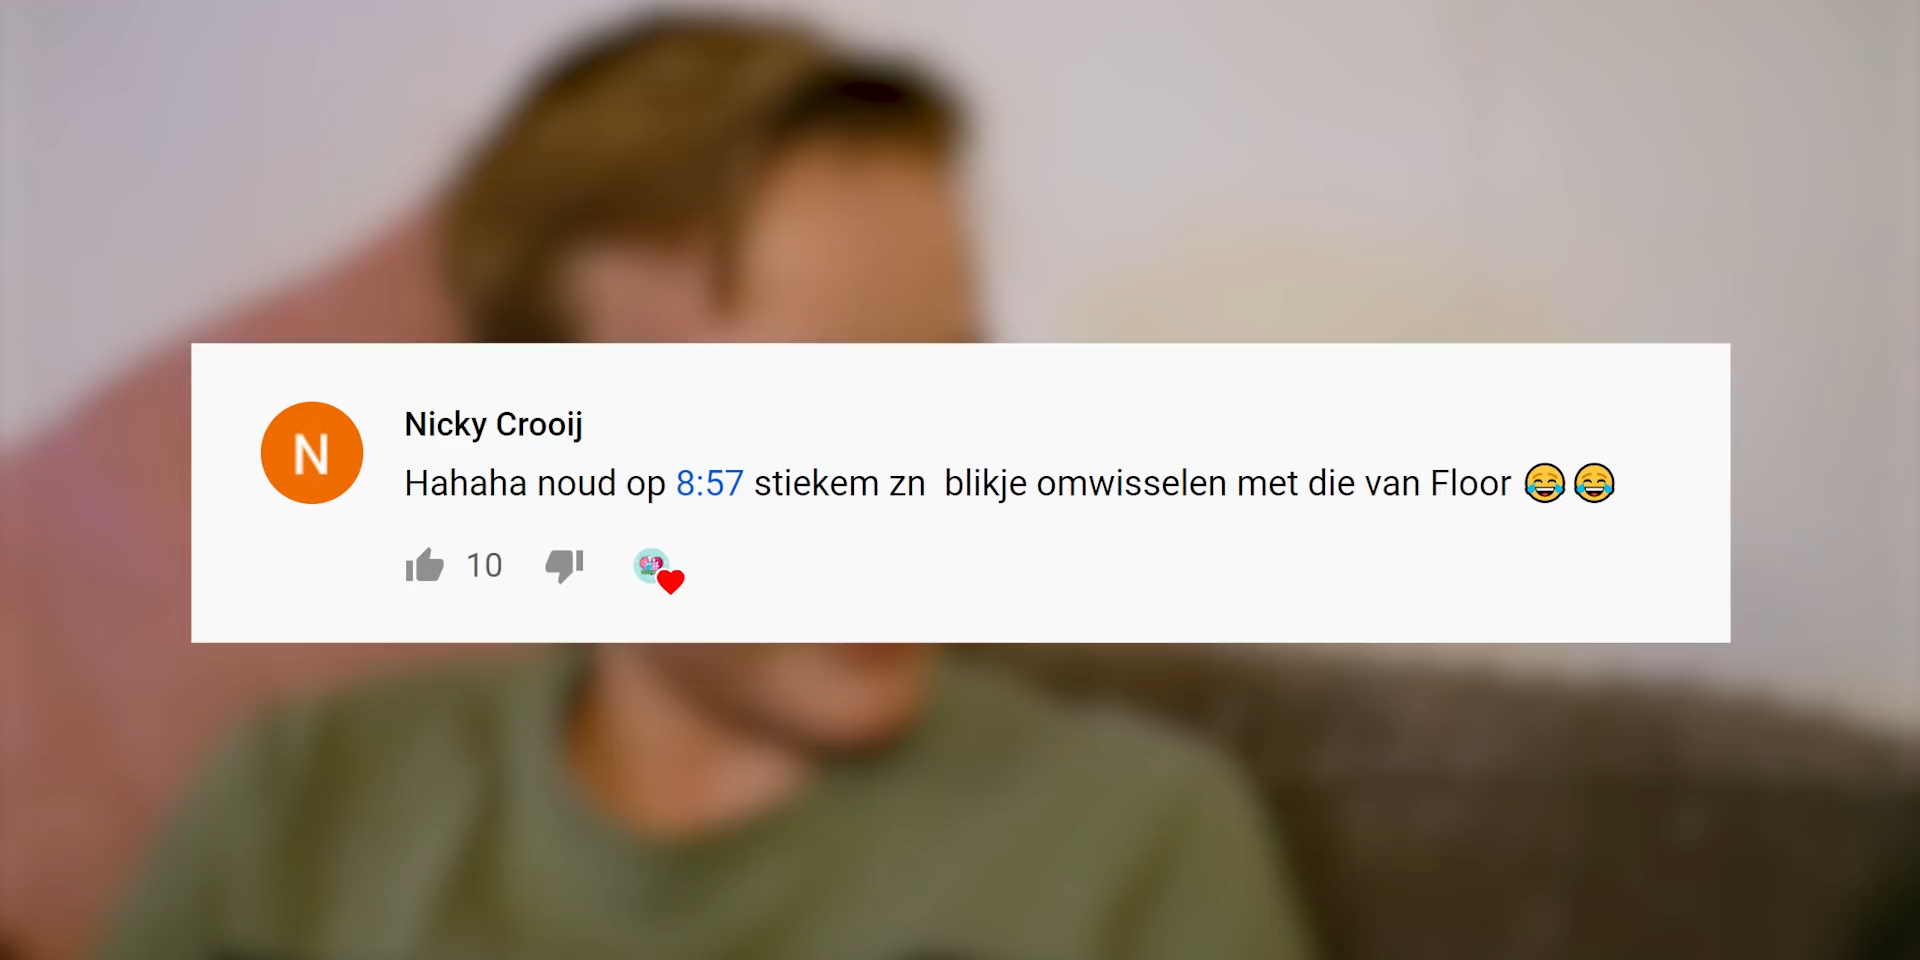 N
Nicky Crooij
Hahaha noud op 8:57 stiekem zn  blikje omwisselen met die van Floor 😂😂
10